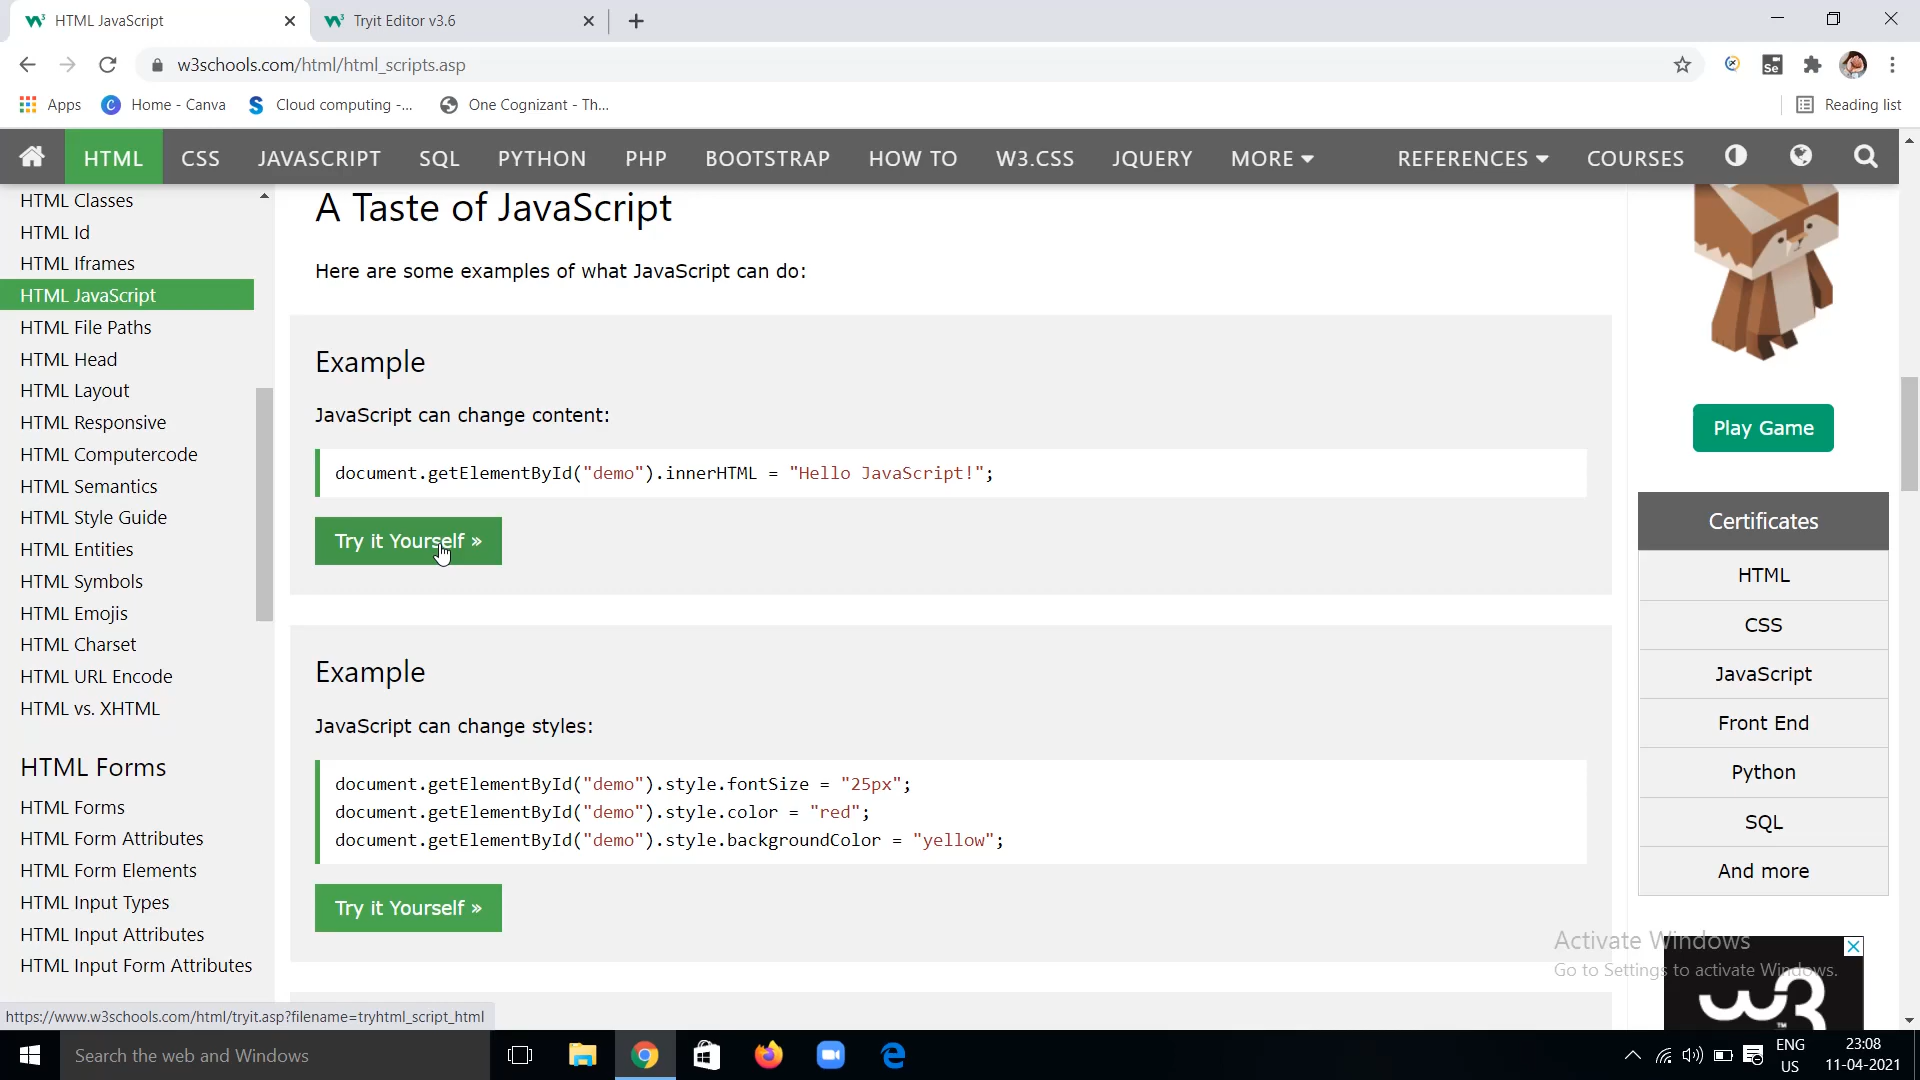 HTML JavaScript
Tryit Editor v3.6
w3schools.com/html/html_scripts.asp
Apps
Home - Canva
Cloud computing -...
One Cognizant - Th...
Reading list
HTML
CSS
JAVASCRIPT
SQL
PYTHON
PHP
BOOTSTRAP
HOW TO
W3.CSS
JQUERY
MORE
REFERENCES
COURSES
HTML Classes
HTML Id
HTML Iframes
HTML JavaScript
HTML File Paths
HTML Head
HTML Layout
HTML Responsive
HTML Computercode
HTML Semantics
HTML Style Guide
HTML Entities
HTML Symbols
HTML Emojis
HTML Charset
HTML URL Encode
HTML vs. XHTML
HTML Forms
HTML Forms
HTML Form Attributes
HTML Form Elements
HTML Input Types
HTML Input Attributes
HTML Input Form Attributes
A Taste of JavaScript
Here are some examples of what JavaScript can do:
Example
JavaScript can change content:
document.getElementById("demo").innerHTML = "Hello JavaScript!";
Try it Yourself »
Example
JavaScript can change styles:
document.getElementById("demo").style.fontSize = "25px";
document.getElementById("demo").style.color = "red";
document.getElementById("demo").style.backgroundColor = "yellow";
Try it Yourself »
Play Game
Certificates
HTML
CSS
JavaScript
Front End
Python
SQL
And more
Activate Windows
Go to Settings to activate Windows.
w3
TM
https://www.w3schools.com/html/tryit.asp?filename=tryhtml_script_html
Search the web and Windows
ENG
US
23:08
11-04-2021